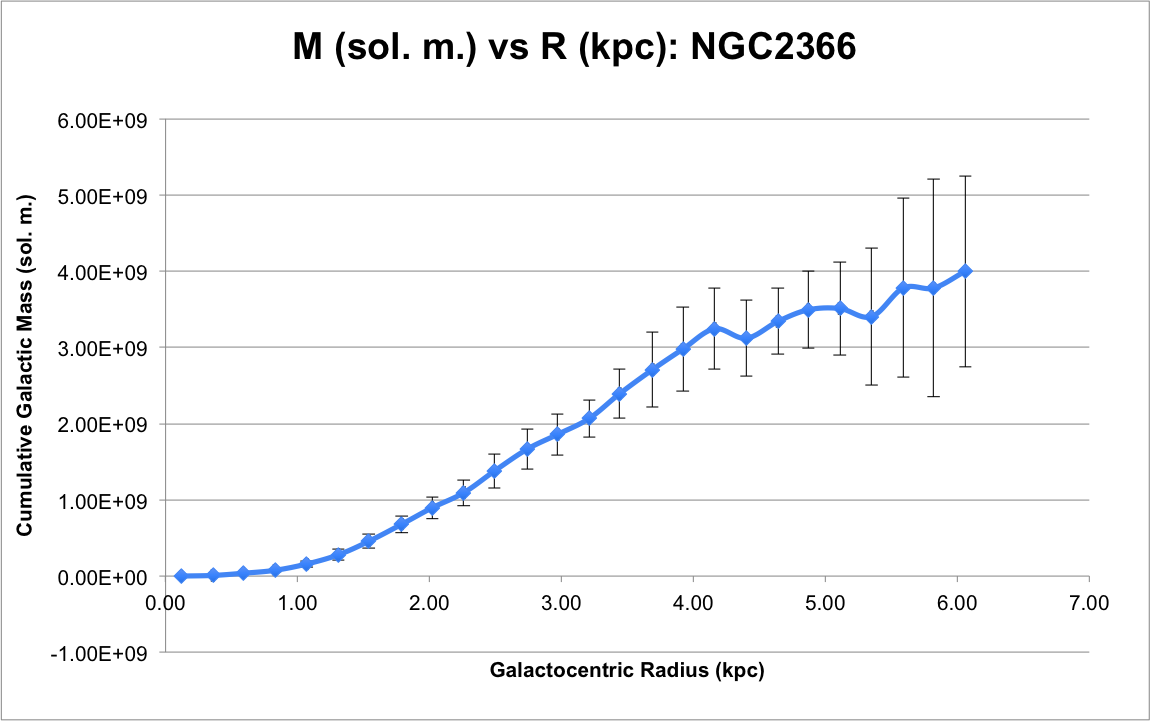 M (sol. m.) vs R (kpc): NGC2366
Cumulative Galactic Mass (sol. m.)
6.00E+09
5.00E+09
4.00E+09
3.00E+09
2.00E+09
1.00E+09
0.00E+00
-1.00E+09
0.00 1.00 2.00 3.00 4.00 5.00 6.00 7.00
Galactocentric Radius (kpc)